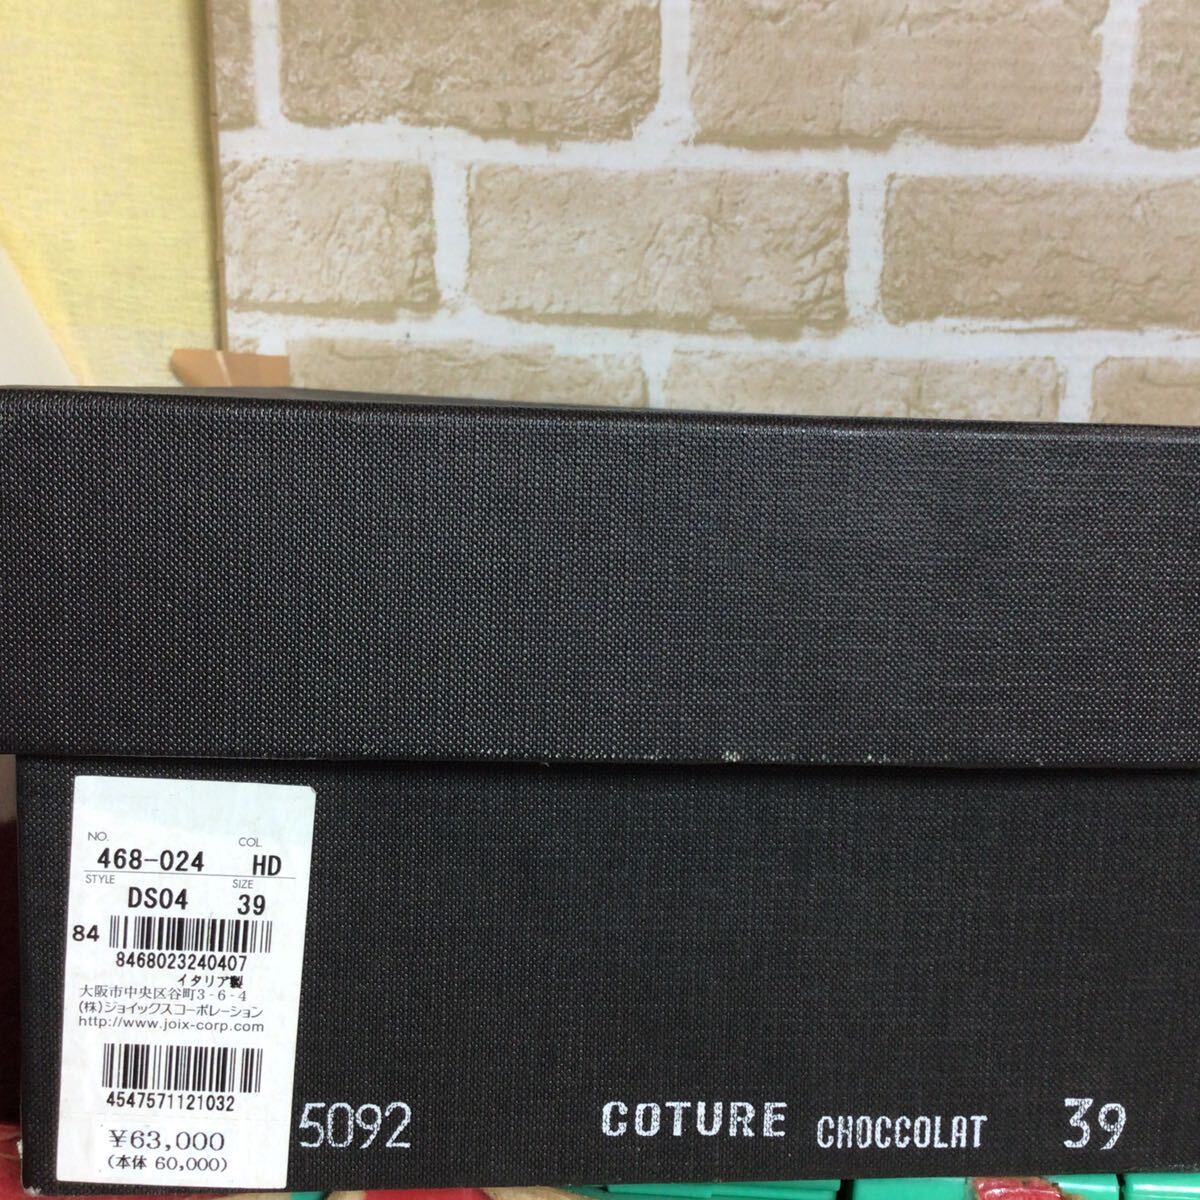 NO. COL.
468-024 HD
STYLE SIZE
DS04 39
84
8468023240407
イタリア製
大阪市中央区谷町3-6-4
(株)ジョイックスコーポレーション
http://www.joix-corp.com
4547571121032
¥63,000
(本体 60,000)
5092 COTURE CHOCCOLAT 39